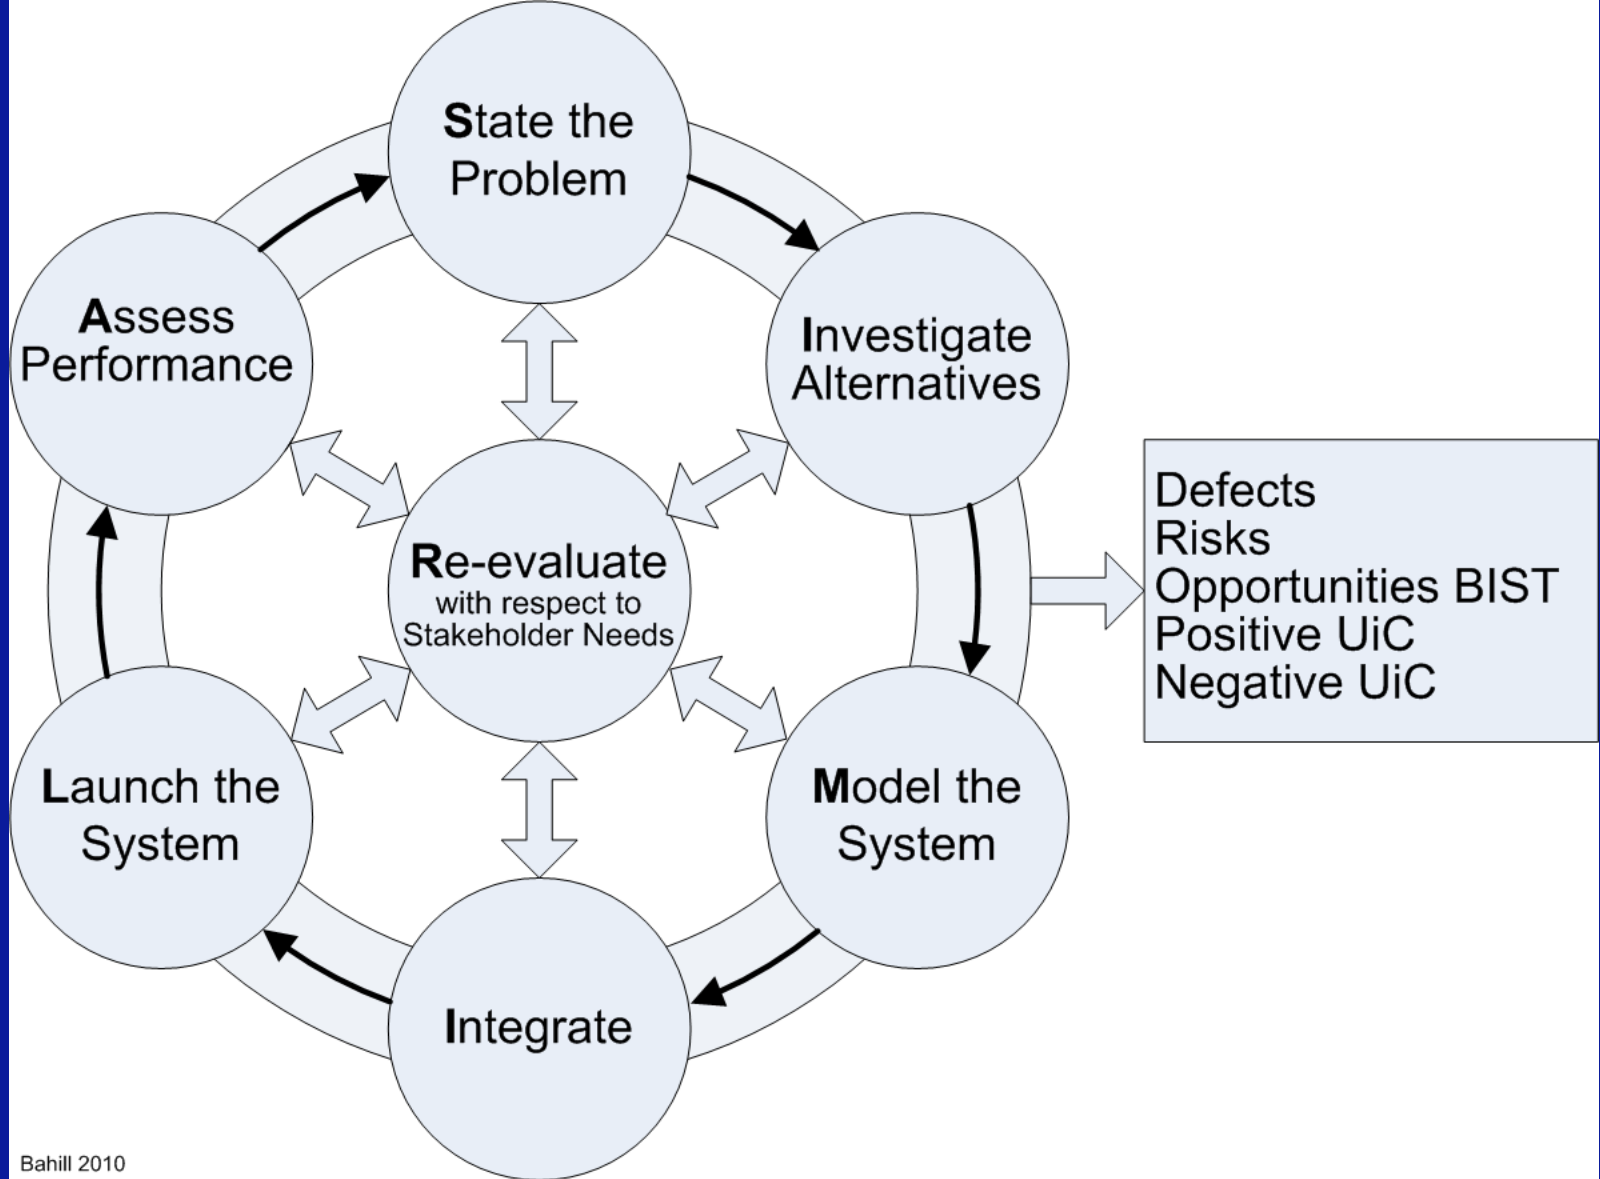 State the
Problem
Investigate
Alternatives
Model the
System
Integrate
Launch the
System
Assess
Performance
Re-evaluate
with respect to
Stakeholder Needs
Defects
Risks
Opportunities BIST
Positive UiC
Negative UiC
Bahill 2010